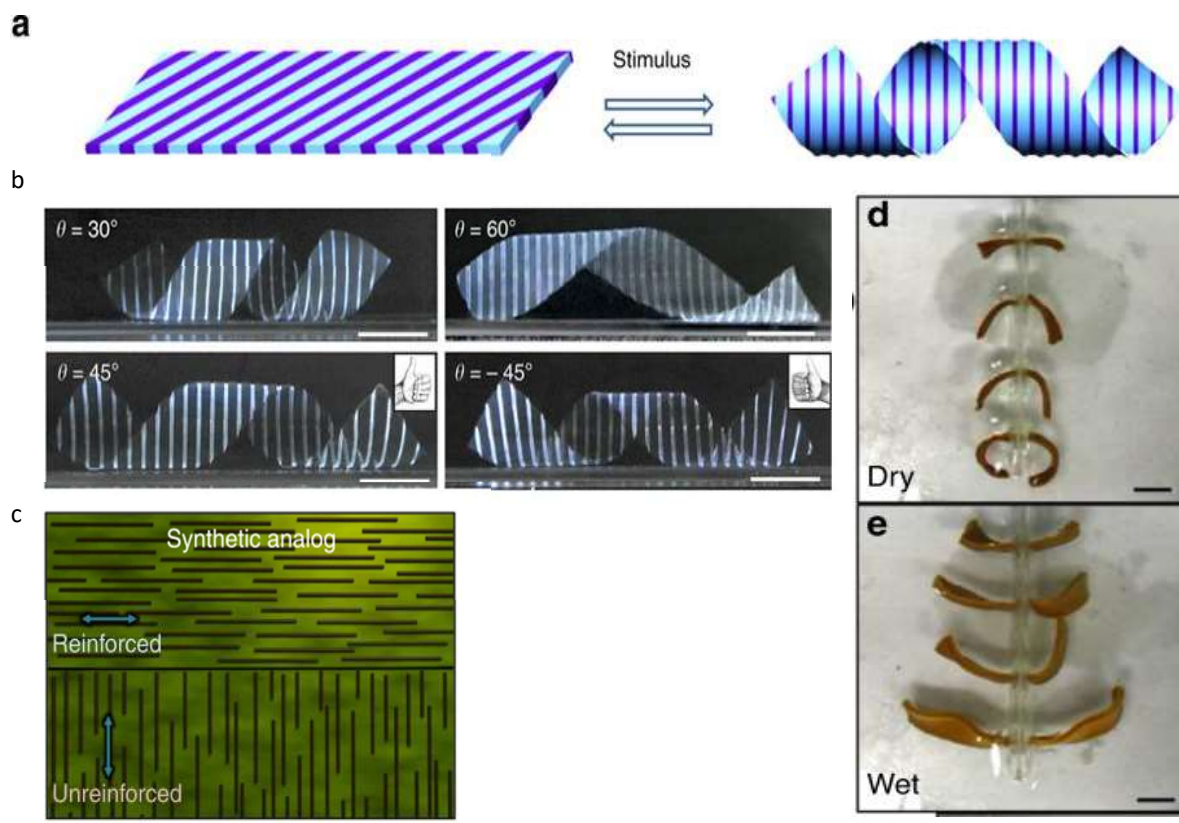 a
Stimulus
b
θ = 30°
θ = 60°
θ = 45°
θ = – 45°
c
Synthetic analog
Reinforced
Unreinforced
d
Dry
e
Wet